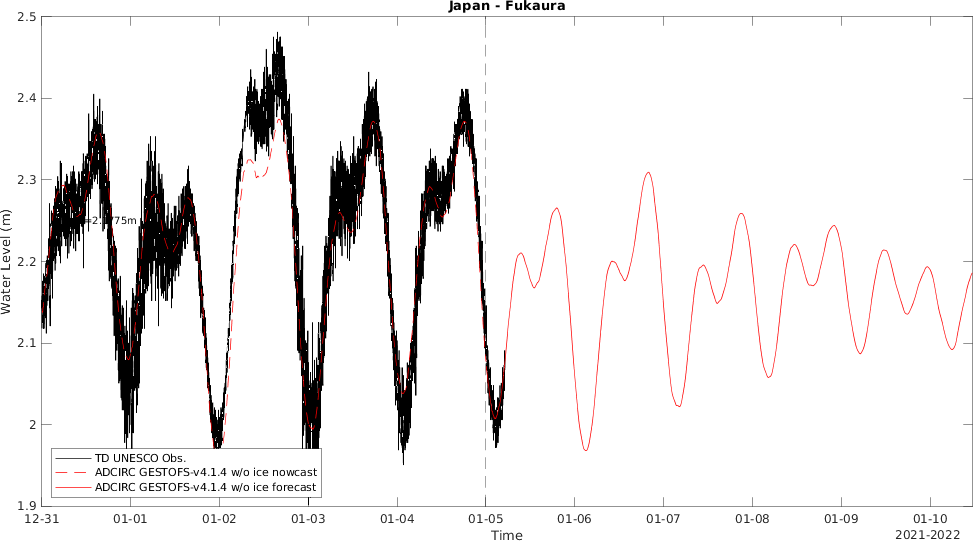 Japan - Fukaura
Water Level (m)
2.5
2.4
2.3
2.2
2.1
2
1.9
TD UNESCO Obs.
ADCIRC GESTOFS-v4.1.4 w/o ice nowcast
ADCIRC GESTOFS-v4.1.4 w/o ice forecast
12-31 01-01 01-02 01-03 01-04 01-05 01-06 01-07 01-08 01-09 01-10
Time
2021-2022